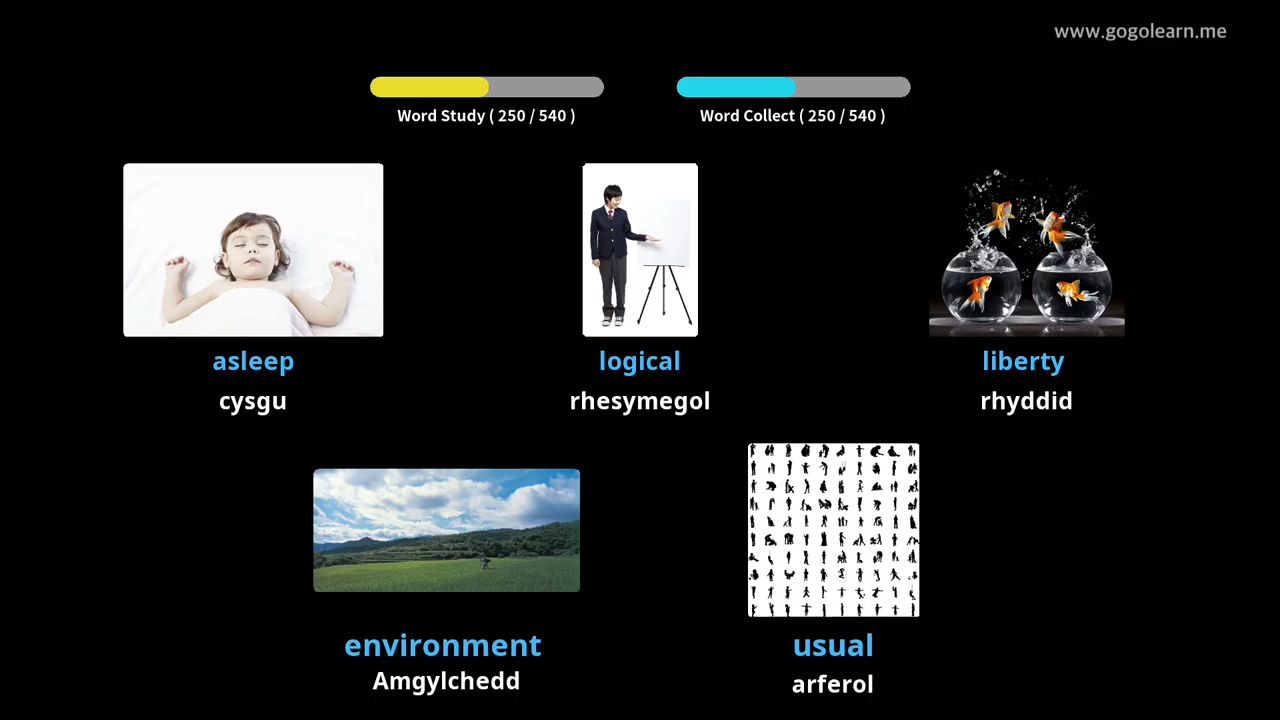 www.gogolearn.me
Word Study ( 250 / 540 )
Word Collect ( 250 / 540 )
asleep
cysgu
logical
rhesymegol
liberty
rhyddid
environment
Amgylchedd
usual
arferol